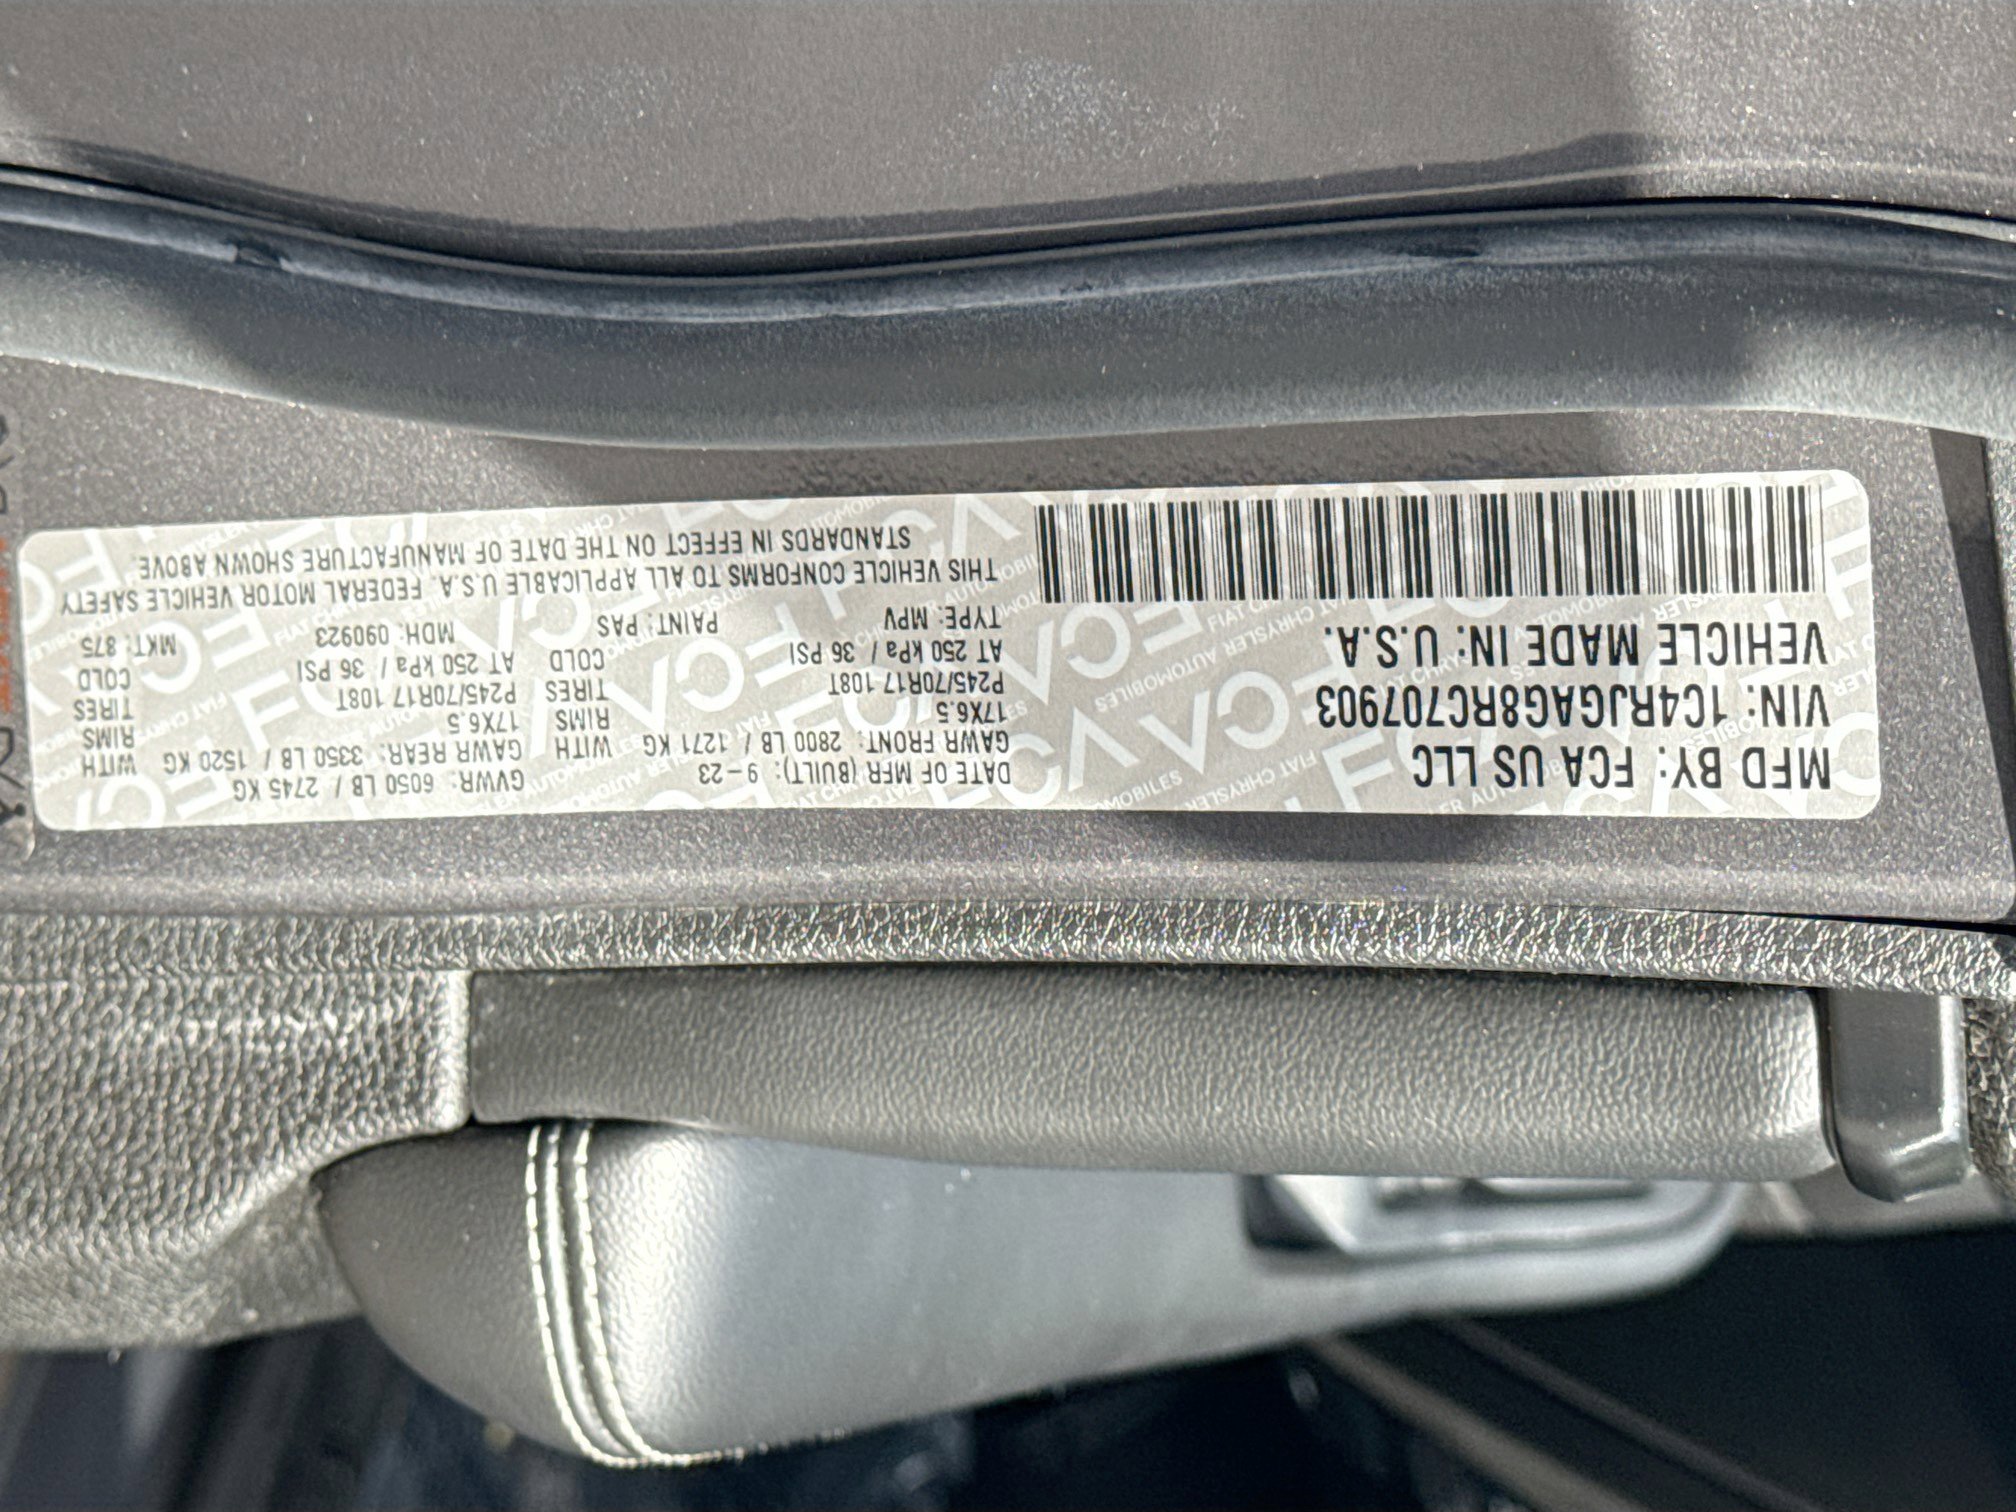 MFD BY: FCA US LLC
VIN: 1C4RJGAG8RC707903
VEHICLE MADE IN: U.S.A.
DATE OF MFR (BUILT): 9-23
GVWR: 6050 LB / 2745 KG
GAWR FRONT: 2800 LB / 1271 KG WITH
GAWR REAR: 3350 LB / 1520 KG WITH
17X6.5 RIMS
17X6.5 RIMS
P245/70R17 108T TIRES
P245/70R17 108T TIRES
AT 250 kPa / 36 PSI COLD
AT 250 kPa / 36 PSI COLD
TYPE: MPV PAINT: PAS MDH: 090923 MKT: 875
THIS VEHICLE CONFORMS TO ALL APPLICABLE U.S.A. FEDERAL MOTOR VEHICLE SAFETY
STANDARDS IN EFFECT ON THE DATE OF MANUFACTURE SHOWN ABOVE.